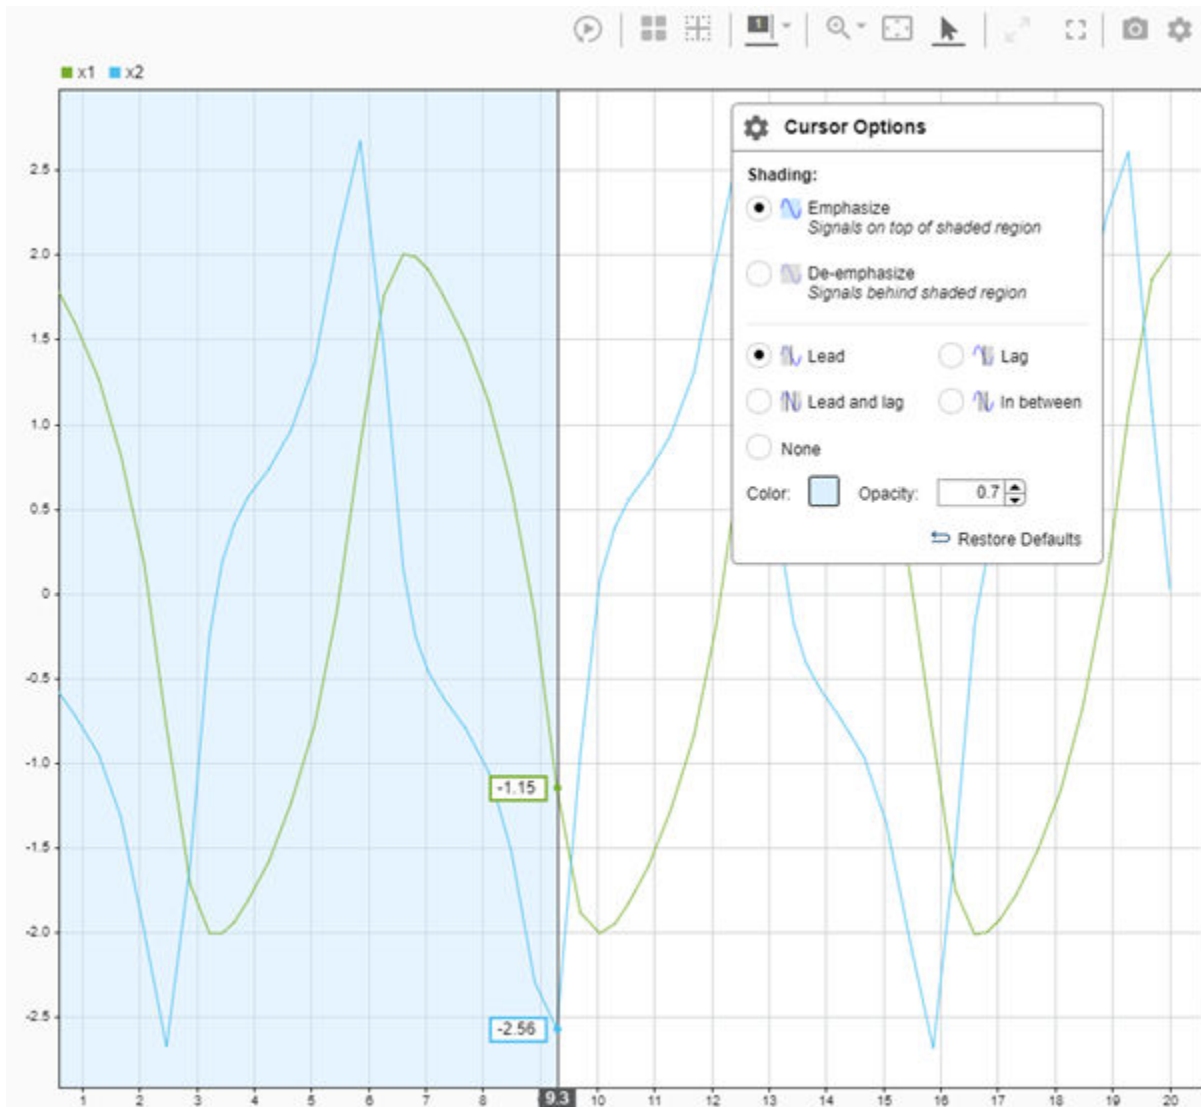 1
x1 x2
Cursor Options
Shading:
Emphasize
Signals on top of shaded region
De-emphasize
Signals behind shaded region
Lead
Lag
Lead and lag
In between
None
Color:
Opacity:
0.7
Restore Defaults
2.5
2.0
1.5
1.0
0.5
0
-0.5
-1.0
-1.5
-2.0
-2.5
-1.15
-2.56
1 2 3 4 5 6 7 8 9.3 10 11 12 13 14 15 16 17 18 19 20